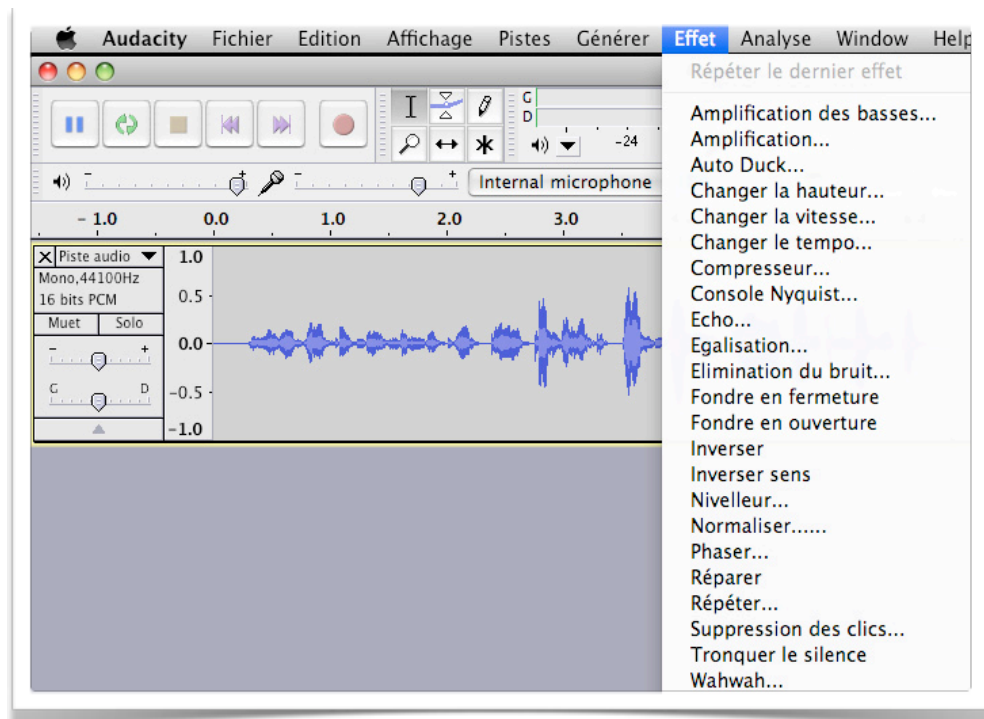 Audacity Fichier Edition Affichage Pistes Générer Effet Analyse Window Help
Répéter le dernier effet
G
D
-24
Internal microphone
- 1.0 0.0 1.0 2.0 3.0
X Piste audio
Mono,44100Hz
16 bits PCM
Muet Solo
- +
G D
1.0
0.5
0.0
-0.5
-1.0
Amplification des basses...
Amplification...
Auto Duck...
Changer la hauteur...
Changer la vitesse...
Changer le tempo...
Compresseur...
Console Nyquist...
Echo...
Egalisation...
Elimination du bruit...
Fondre en fermeture
Fondre en ouverture
Inverser
Inverser sens
Nivelleur...
Normaliser......
Phaser...
Réparer
Répéter...
Suppression des clics...
Tronquer le silence
Wahwah...